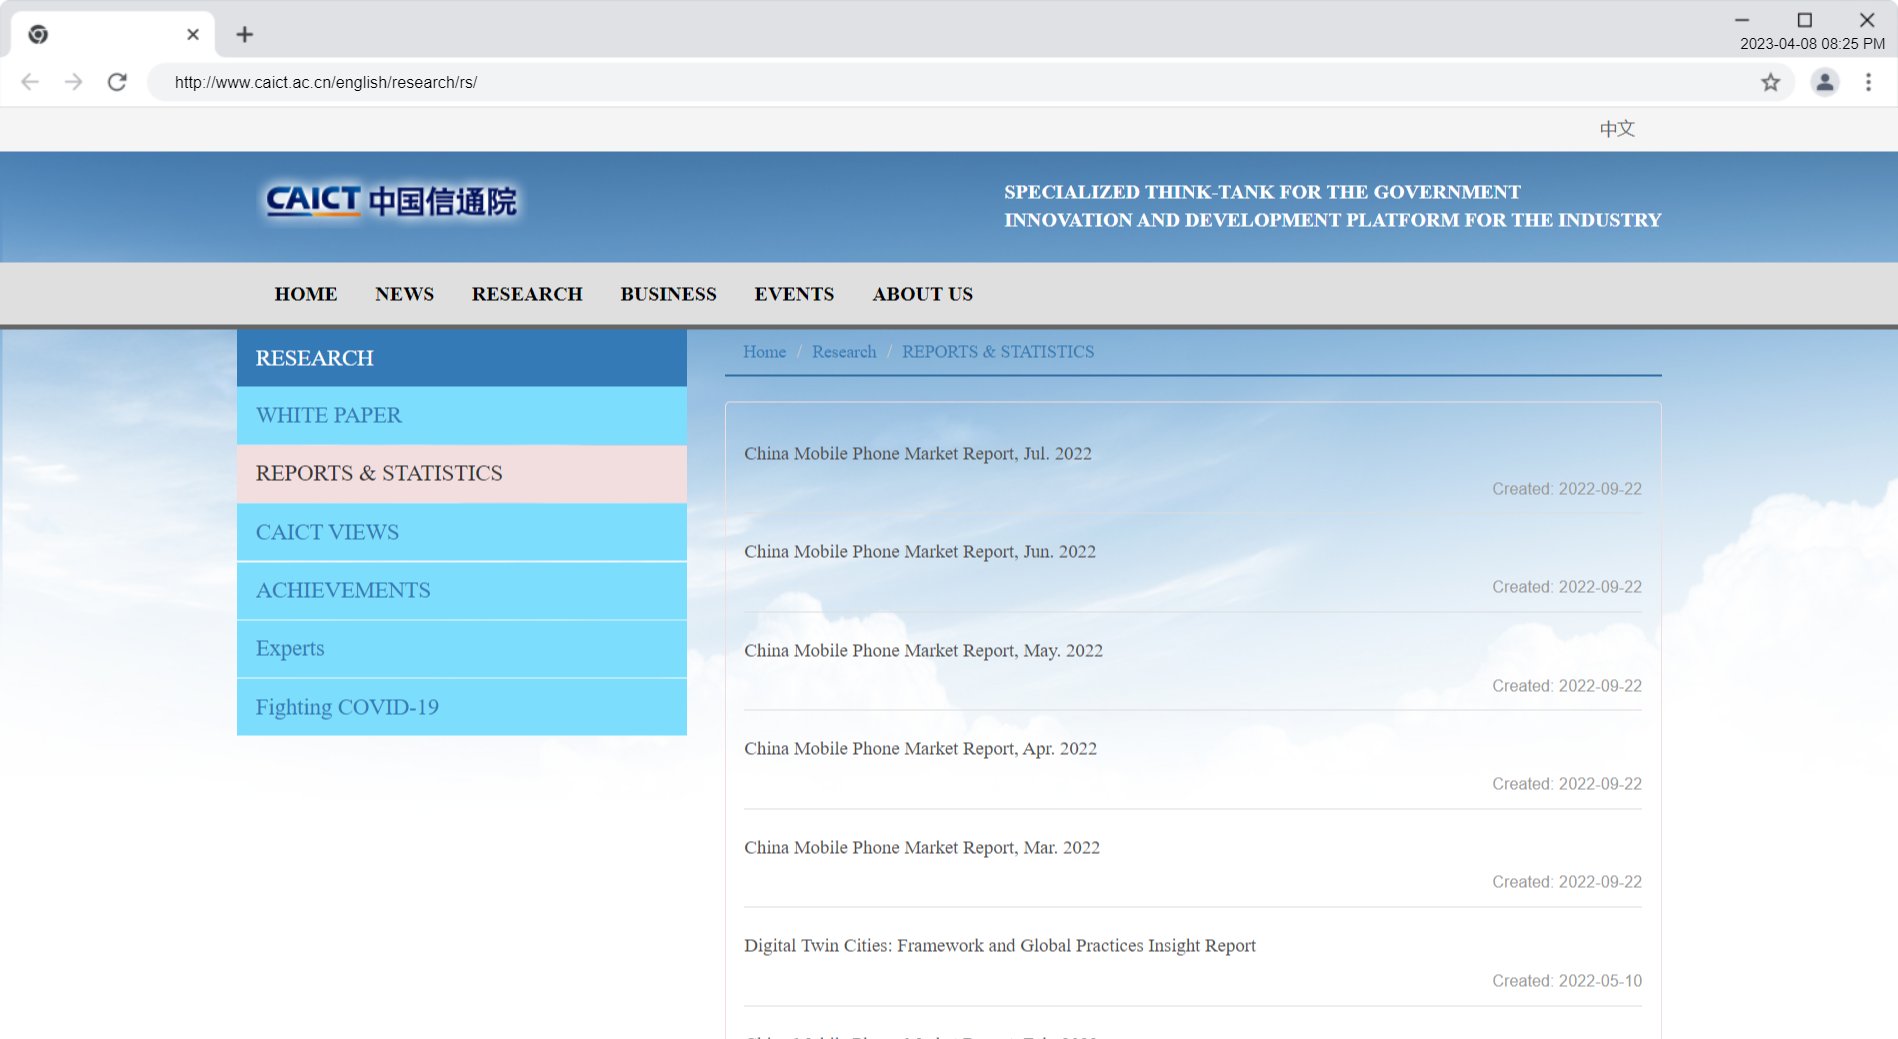 2023-04-08 08:25 PM
http://www.caict.ac.cn/english/research/rs/
中文
CAICT 中国信通院
SPECIALIZED THINK-TANK FOR THE GOVERNMENT
INNOVATION AND DEVELOPMENT PLATFORM FOR THE INDUSTRY
HOME NEWS RESEARCH BUSINESS EVENTS ABOUT US
RESEARCH
WHITE PAPER
REPORTS & STATISTICS
CAICT VIEWS
ACHIEVEMENTS
Experts
Fighting COVID-19
Home / Research / REPORTS & STATISTICS
China Mobile Phone Market Report, Jul. 2022
Created: 2022-09-22
China Mobile Phone Market Report, Jun. 2022
Created: 2022-09-22
China Mobile Phone Market Report, May. 2022
Created: 2022-09-22
China Mobile Phone Market Report, Apr. 2022
Created: 2022-09-22
China Mobile Phone Market Report, Mar. 2022
Created: 2022-09-22
Digital Twin Cities: Framework and Global Practices Insight Report
Created: 2022-05-10